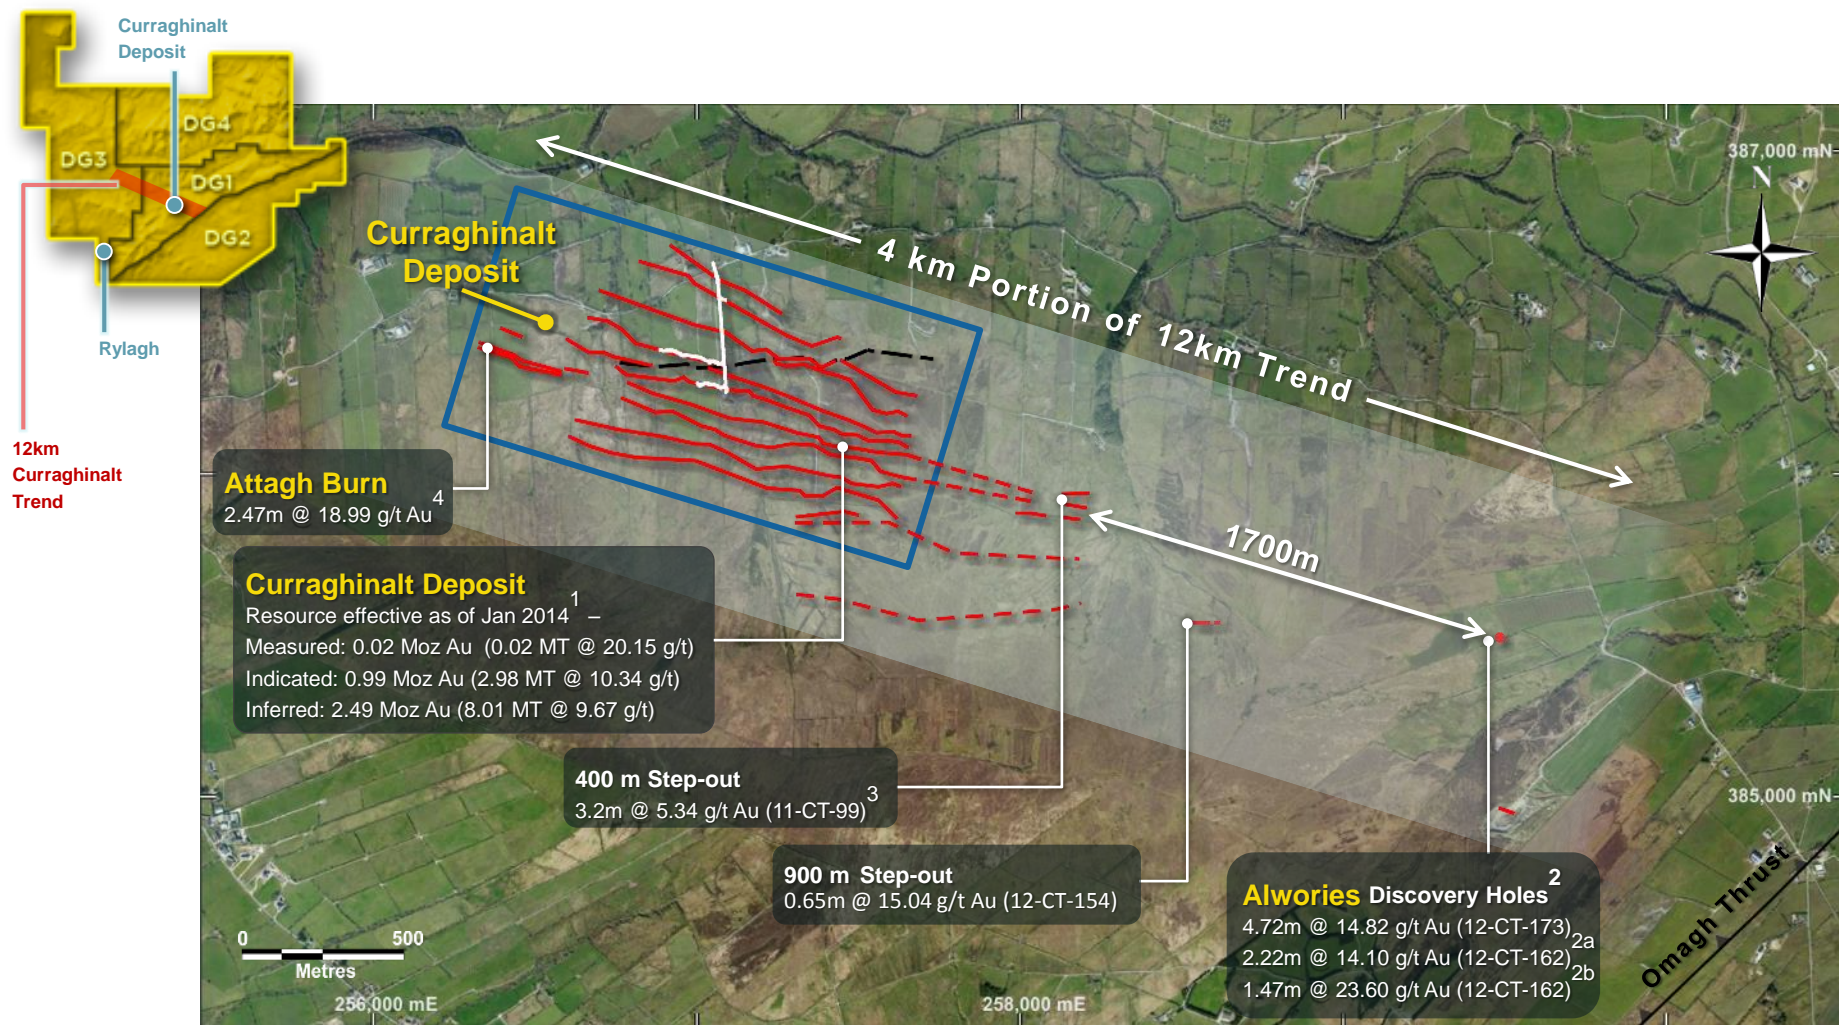 Curraghinalt
Deposit
DG4
DG3
DG1
DG2
Rylagh
12km
Curraghinalt
Trend
387,000 mN
N
Curraghinalt
Deposit
4 km Portion of 12km Trend
Attagh Burn
2.47m @ 18.99 g/t Au4
1700m
Curraghinalt Deposit
Resource effective as of Jan 20141 –
Measured: 0.02 Moz Au (0.02 MT @ 20.15 g/t)
Indicated: 0.99 Moz Au (2.98 MT @ 10.34 g/t)
Inferred: 2.49 Moz Au (8.01 MT @ 9.67 g/t)
400 m Step-out
3.2m @ 5.34 g/t Au (11-CT-99)3
385,000 mN
900 m Step-out
0.65m @ 15.04 g/t Au (12-CT-154)
Alwories Discovery Holes2
4.72m @ 14.82 g/t Au (12-CT-173)2a
2.22m @ 14.10 g/t Au (12-CT-162)2b
1.47m @ 23.60 g/t Au (12-CT-162)
Omagh Thrust
0 500
Metres
256,000 mE
258,000 mE